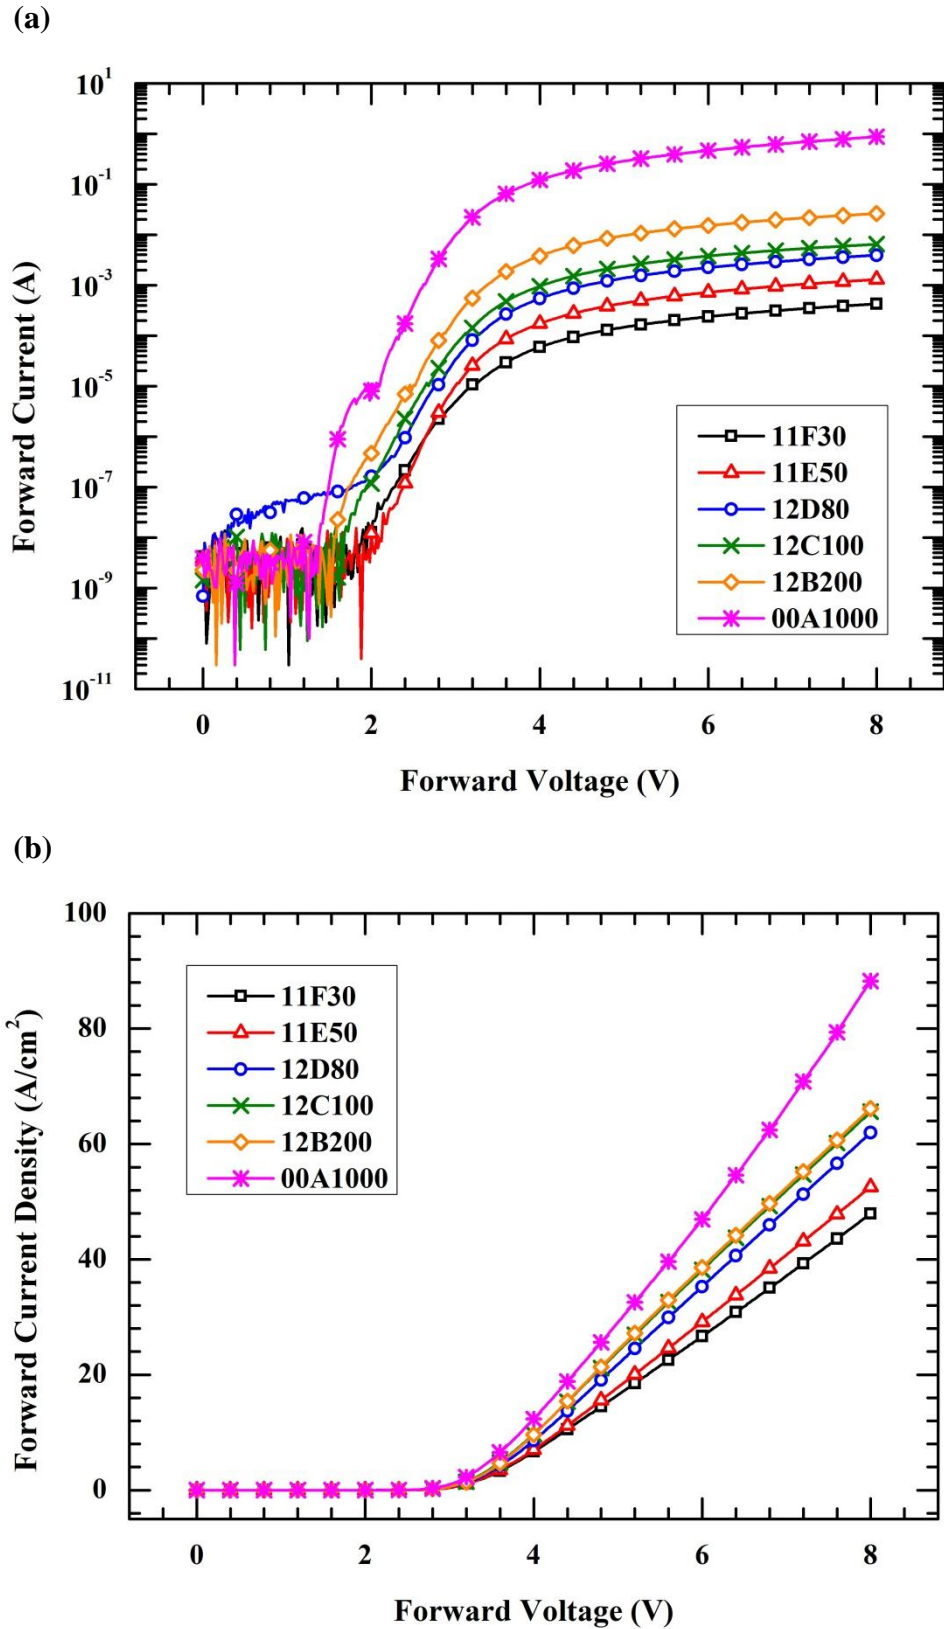 (a)
10^1
10^-1
10^-3
10^-5
10^-7
10^-9
10^-11
Forward Current (A)
11F30
11E50
12D80
12C100
12B200
00A1000
0 2 4 6 8
Forward Voltage (V)
(b)
100
80
60
40
20
0
Forward Current Density (A/cm^2)
11F30
11E50
12D80
12C100
12B200
00A1000
0 2 4 6 8
Forward Voltage (V)